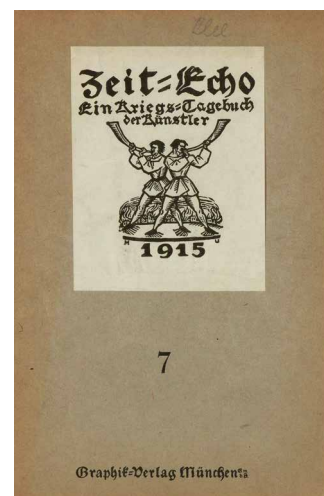 Zeit=Echo
Ein Kriegs=Tagebuch
der Künstler
1915
7
Graphik=Verlag München